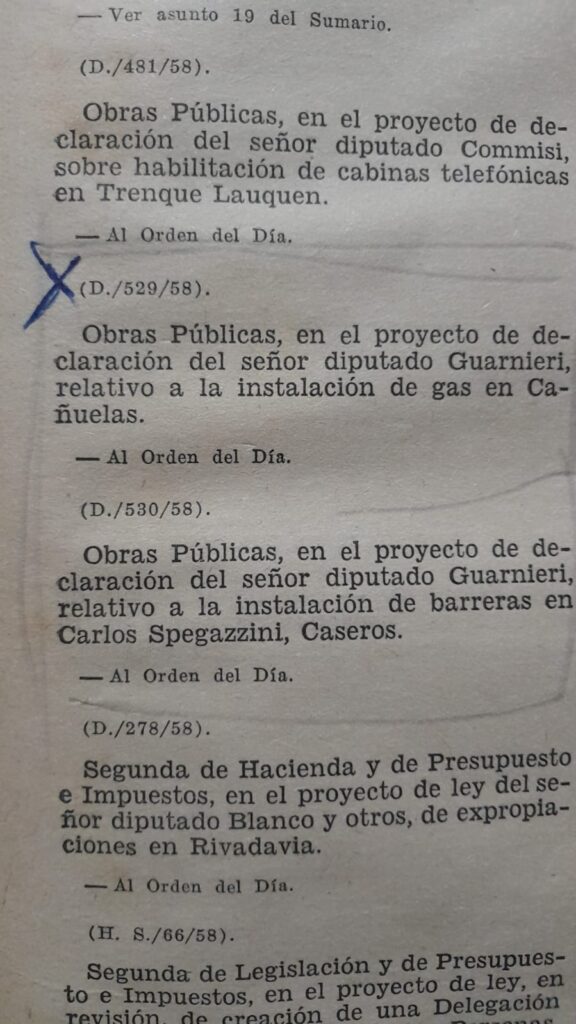 — Ver asunto 19 del Sumario.
(D./481/58).
Obras Públicas, en el proyecto de de-
claración del señor diputado Commisi,
sobre habilitación de cabinas telefónicas
en Trenque Lauquen.
— Al Orden del Día.
(D./529/58).
Obras Públicas, en el proyecto de de-
claración del señor diputado Guarnieri,
relativo a la instalación de gas en Ca-
ñuelas.
— Al Orden del Día.
(D./530/58).
Obras Públicas, en el proyecto de de-
claración del señor diputado Guarnieri,
relativo a la instalación de barreras en
Carlos Spegazzini, Caseros.
— Al Orden del Día.
(D./278/58).
Segunda de Hacienda y de Presupuesto
e Impuestos, en el proyecto de ley del se-
ñor diputado Blanco y otros, de expropia-
ciones en Rivadavia.
— Al Orden del Día.
(H. S./66/58).
Segunda de Legislación y de Presupues-
to e Impuestos, en el proyecto de ley, en
revisión, de creación de una Delegación